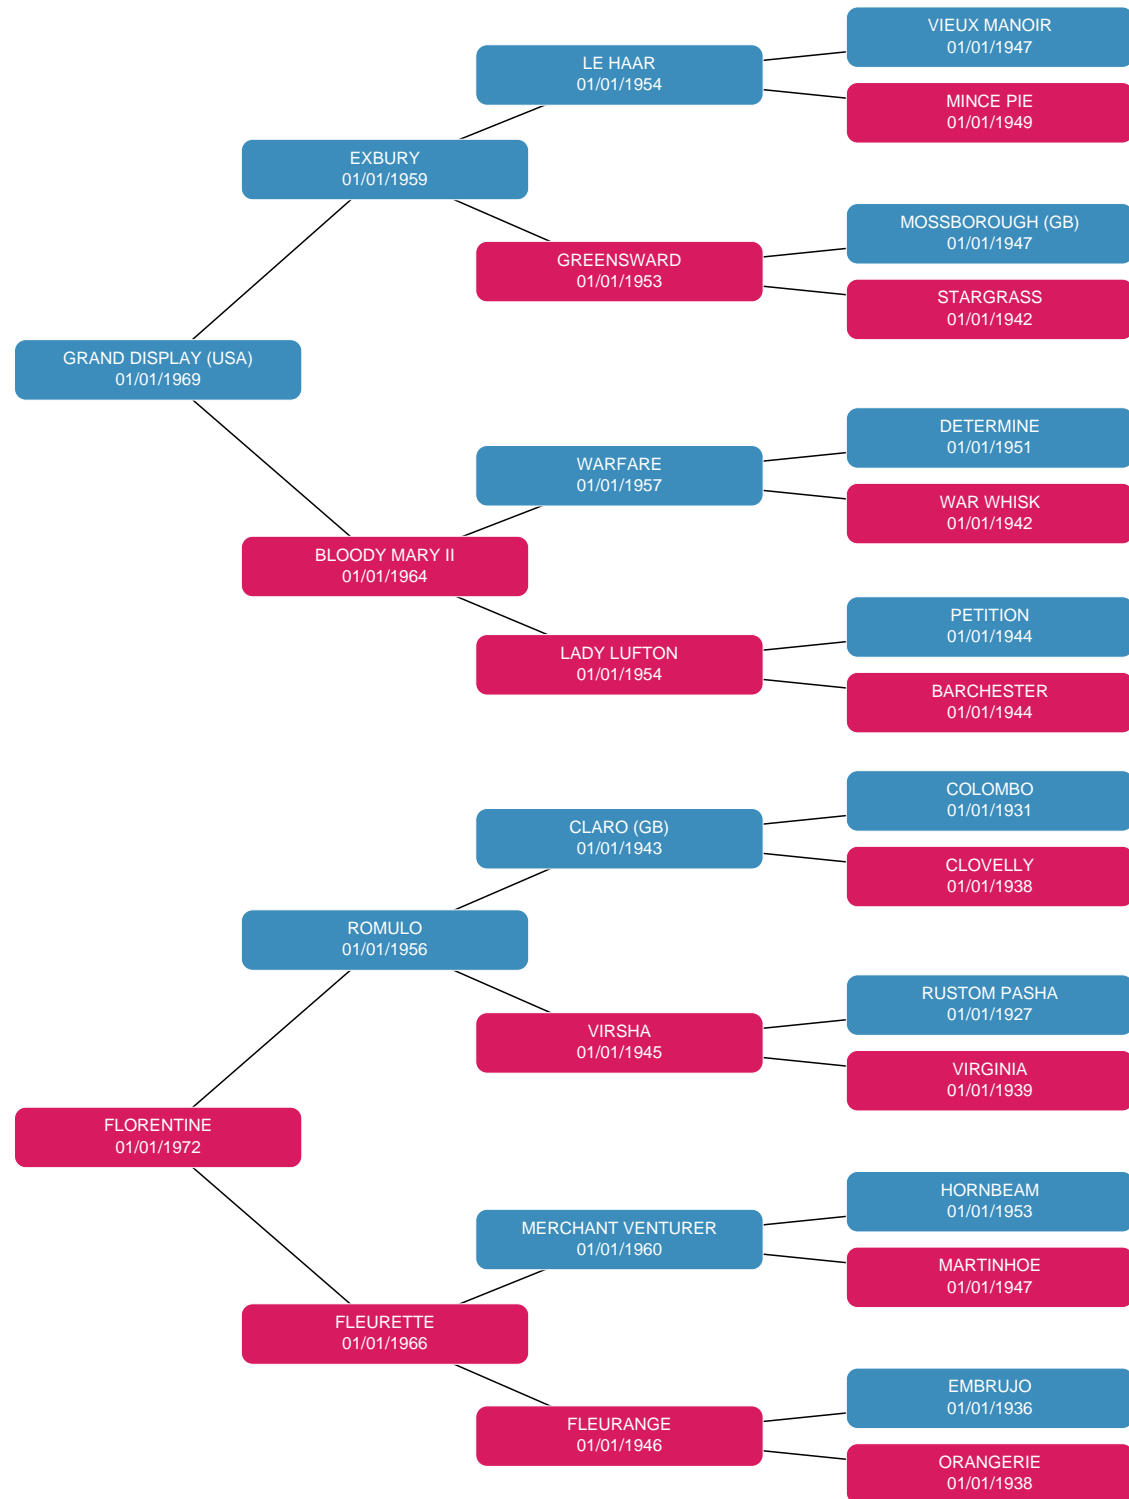 VIEUX MANOIR
01/01/1947
LE HAAR
01/01/1954
MINCE PIE
01/01/1949
EXBURY
01/01/1959
MOSSBOROUGH (GB)
01/01/1947
GREENSWARD
01/01/1953
STARGRASS
01/01/1942
GRAND DISPLAY (USA)
01/01/1969
DETERMINE
01/01/1951
WARFARE
01/01/1957
WAR WHISK
01/01/1942
BLOODY MARY II
01/01/1964
PETITION
01/01/1944
LADY LUFTON
01/01/1954
BARCHESTER
01/01/1944
COLOMBO
01/01/1931
CLARO (GB)
01/01/1943
CLOVELLY
01/01/1938
ROMULO
01/01/1956
RUSTOM PASHA
01/01/1927
VIRSHA
01/01/1945
VIRGINIA
01/01/1939
FLORENTINE
01/01/1972
HORNBEAM
01/01/1953
MERCHANT VENTURER
01/01/1960
MARTINHOE
01/01/1947
FLEURETTE
01/01/1966
EMBRUJO
01/01/1936
FLEURANGE
01/01/1946
ORANGERIE
01/01/1938